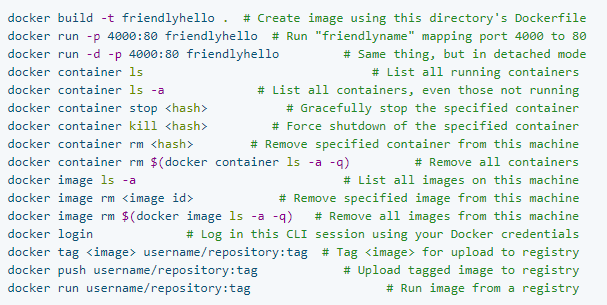 docker build -t friendlyhello .  # Create image using this directory's Dockerfile
docker run -p 4000:80 friendlyhello  # Run "friendlyname" mapping port 4000 to 80
docker run -d -p 4000:80 friendlyhello         # Same thing, but in detached mode
docker container ls                                # List all running containers
docker container ls -a             # List all containers, even those not running
docker container stop <hash>           # Gracefully stop the specified container
docker container kill <hash>         # Force shutdown of the specified container
docker container rm <hash>        # Remove specified container from this machine
docker container rm $(docker container ls -a -q)         # Remove all containers
docker image ls -a                             # List all images on this machine
docker image rm <image id>            # Remove specified image from this machine
docker image rm $(docker image ls -a -q)   # Remove all images from this machine
docker login             # Log in this CLI session using your Docker credentials
docker tag <image> username/repository:tag  # Tag <image> for upload to registry
docker push username/repository:tag            # Upload tagged image to registry
docker run username/repository:tag                   # Run image from a registry